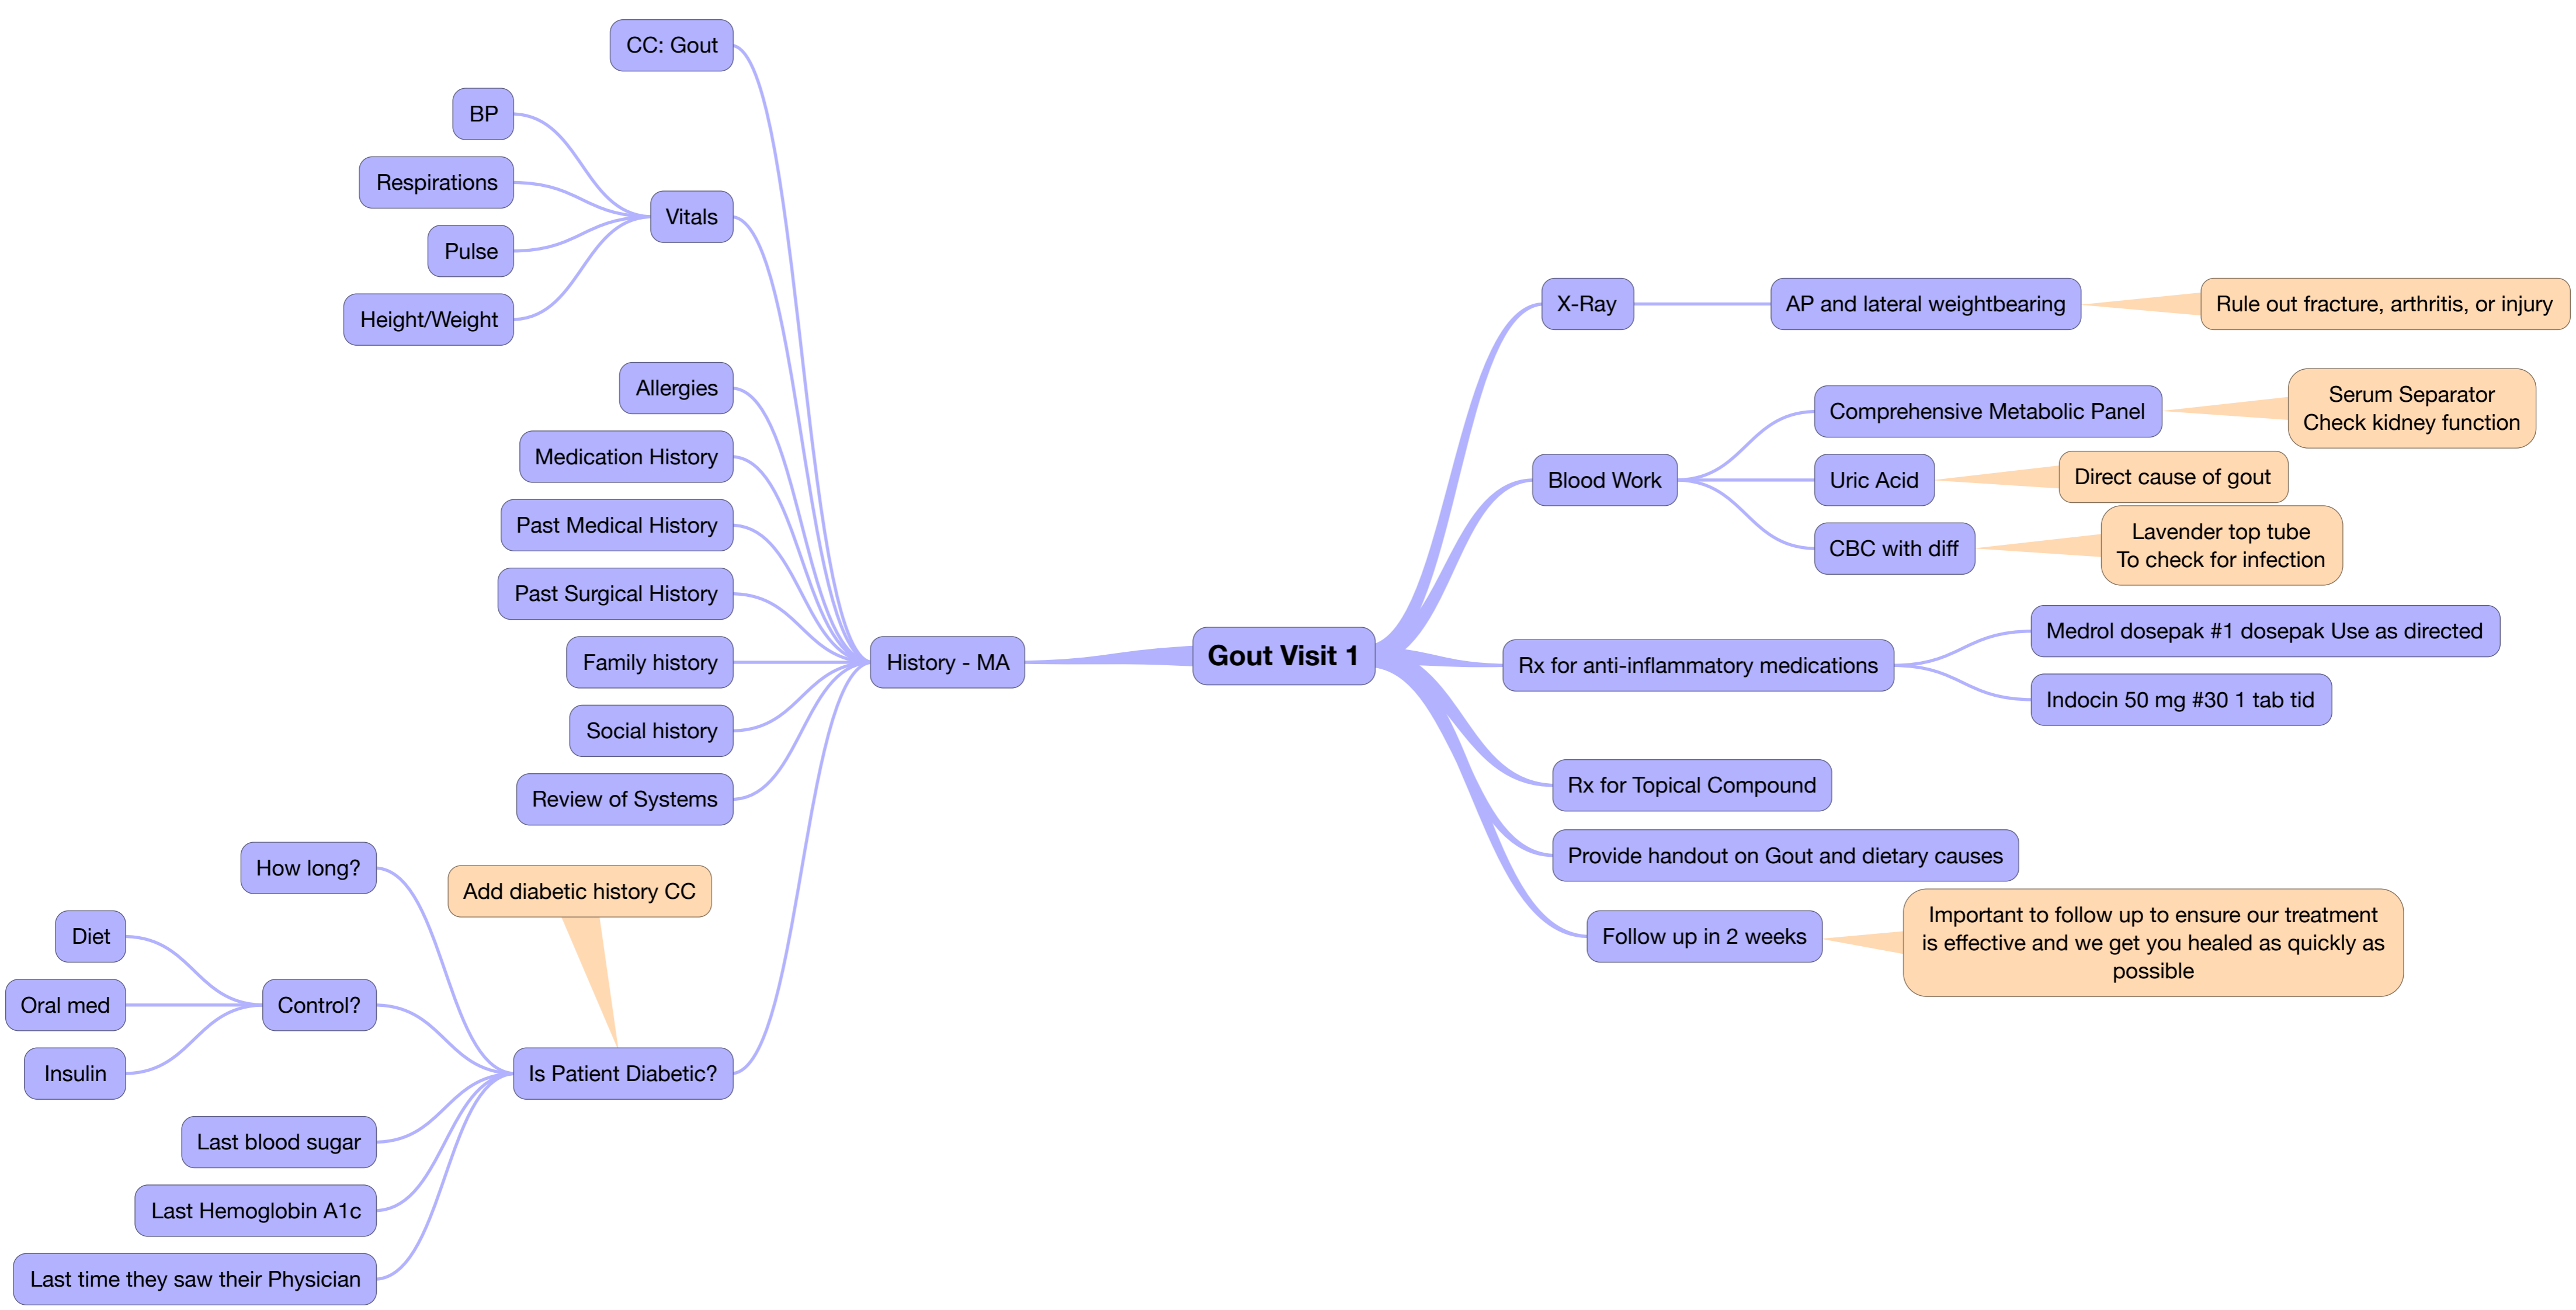 CC: Gout
BP
Respirations
Pulse
Height/Weight
Vitals
Allergies
Medication History
Past Medical History
Past Surgical History
Family history
Social history
Review of Systems
How long?
Diet
Oral med
Insulin
Control?
Last blood sugar
Last Hemoglobin A1c
Last time they saw their Physician
Add diabetic history CC
Is Patient Diabetic?
History - MA
Gout Visit 1
X-Ray
AP and lateral weightbearing
Rule out fracture, arthritis, or injury
Blood Work
Comprehensive Metabolic Panel
Serum Separator
Check kidney function
Uric Acid
Direct cause of gout
CBC with diff
Lavender top tube
To check for infection
Rx for anti-inflammatory medications
Medrol dosepak #1 dosepak Use as directed
Indocin 50 mg #30 1 tab tid
Rx for Topical Compound
Provide handout on Gout and dietary causes
Follow up in 2 weeks
Important to follow up to ensure our treatment
is effective and we get you healed as quickly as
possible